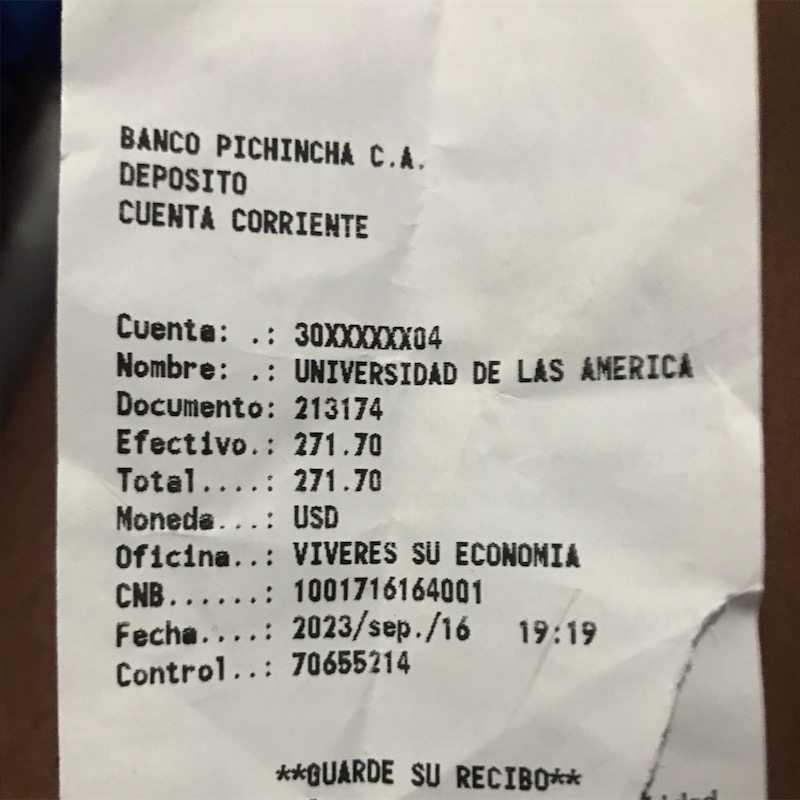 BANCO PICHINCHA C.A.
DEPOSITO
CUENTA CORRIENTE
Cuenta: .: 30XXXXXX04
Nombre: .: UNIVERSIDAD DE LAS AMERICA
Documento: 213174
Efectivo.: 271.70
Total....: 271.70
Moneda...: USD
Oficina..: VIVERES SU ECONOMIA
CNB......: 1001716164001
Fecha....: 2023/sep./16 19:19
Control..: 70655214
**GUARDE SU RECIBO**